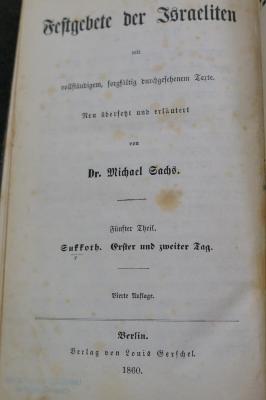 Festgebete der Israeliten
mit
vollständigem, sorgfältig durchgesehenem Texte.
Neu übersetzt und erläutert
von
Dr. Michael Sachs.
Fünfter Theil.
Sukkoth. Erster und zweiter Tag.
Vierte Auflage.
Berlin.
Verlag von Louis Gerschel.
1860.